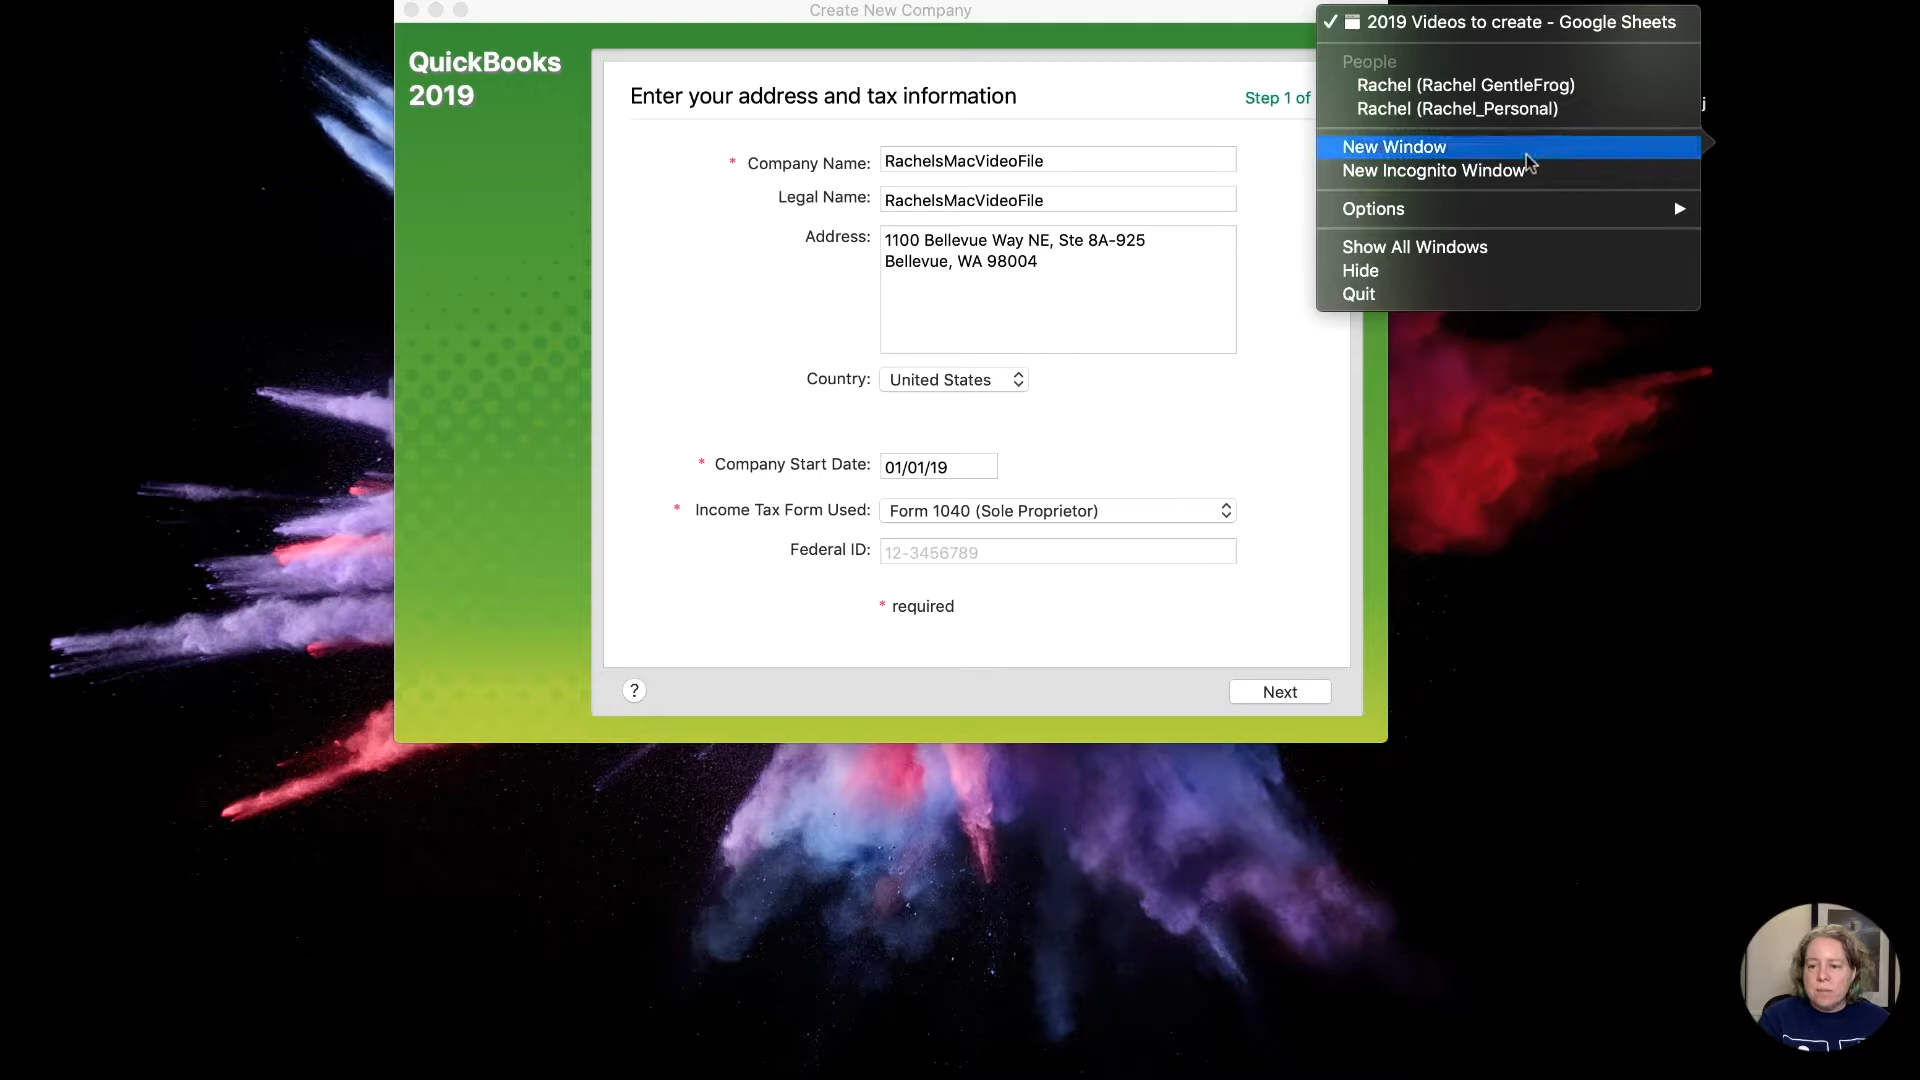 Create New Company
QuickBooks
2019
Enter your address and tax information
Step 1 of
* Company Name: RachelsMacVideoFile
Legal Name: RachelsMacVideoFile
Address: 1100 Bellevue Way NE, Ste 8A-925
Bellevue, WA 98004
Country: United States
* Company Start Date: 01/01/19
* Income Tax Form Used: Form 1040 (Sole Proprietor)
Federal ID: 12-3456789
* required
?
Next
✓ 2019 Videos to create - Google Sheets
People
Rachel (Rachel GentleFrog)
Rachel (Rachel_Personal)
j
New Window
New Incognito Window
Options
Show All Windows
Hide
Quit